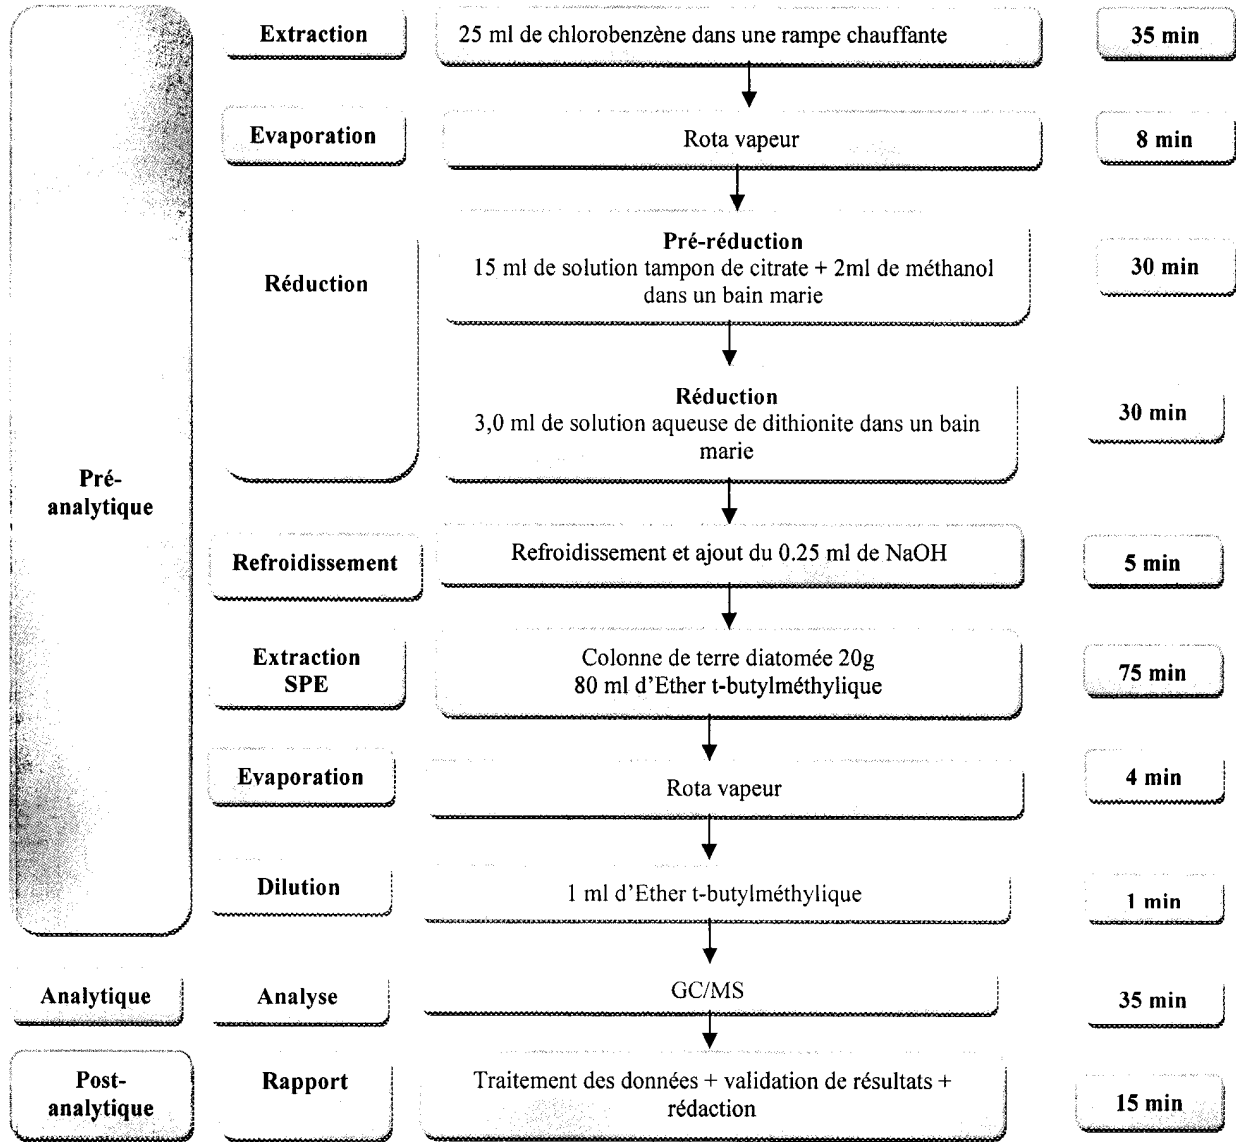 Extraction
25 ml de chlorobenzène dans une rampe chauffante
35 min
Evaporation
Rota vapeur
8 min
Réduction
Pré-réduction
15 ml de solution tampon de citrate + 2ml de méthanol
dans un bain marie
30 min
Réduction
3,0 ml de solution aqueuse de dithionite dans un bain
marie
30 min
Pré-
analytique
Refroidissement
Refroidissement et ajout du 0.25 ml de NaOH
5 min
Extraction
SPE
Colonne de terre diatomée 20g
80 ml d'Ether t-butylméthylique
75 min
Evaporation
Rota vapeur
4 min
Dilution
1 ml d'Ether t-butylméthylique
1 min
Analytique
Analyse
GC/MS
35 min
Post-
analytique
Rapport
Traitement des données + validation de résultats +
rédaction
15 min